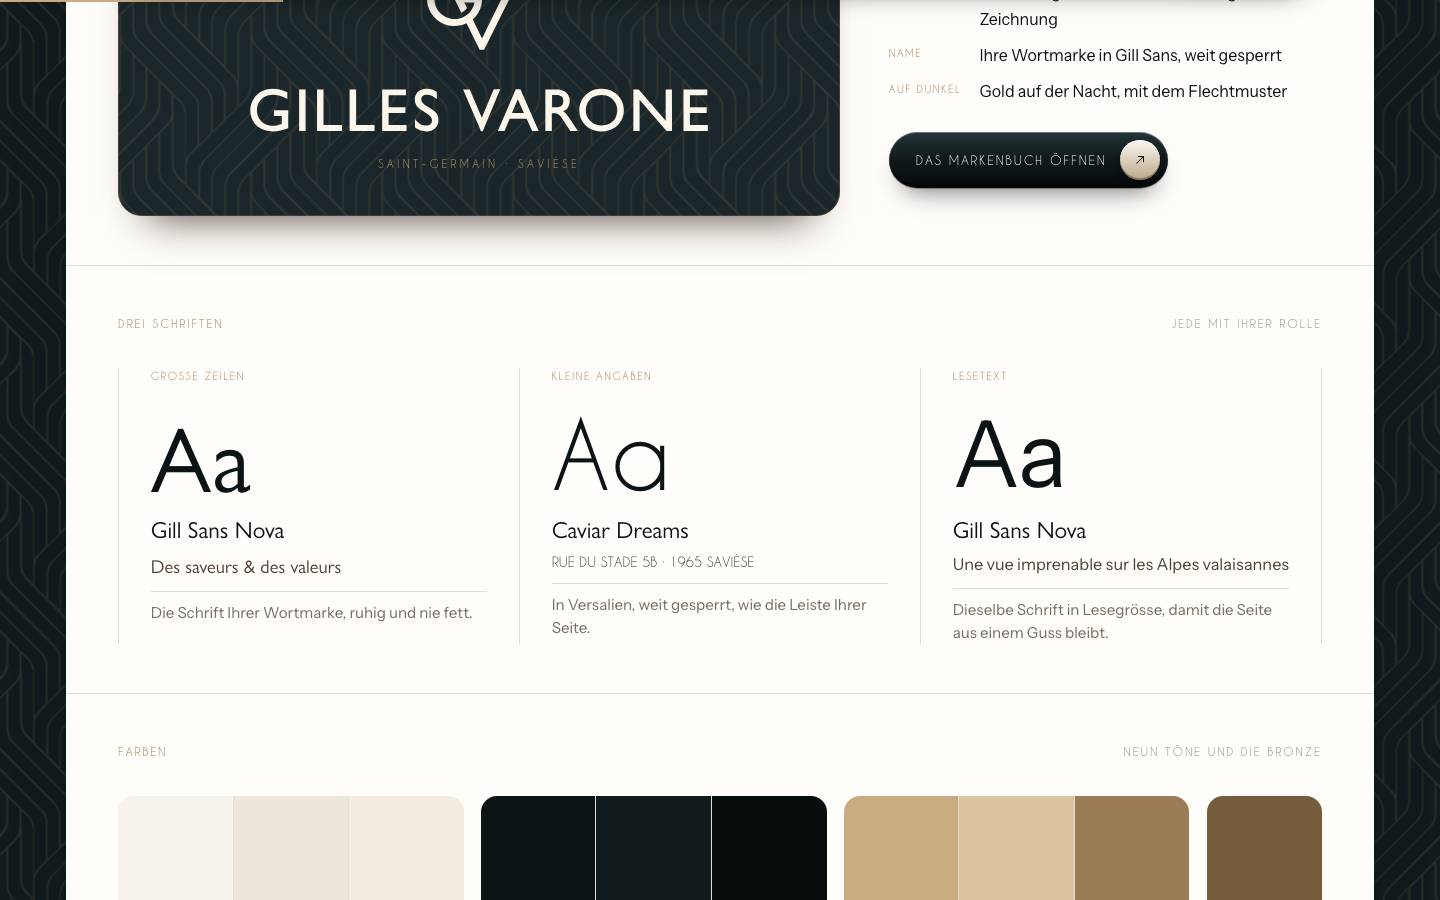 Zeichnung
NAME
Ihre Wortmarke in Gill Sans, weit gesperrt
AUF DUNKEL
Gold auf der Nacht, mit dem Flechtmuster
GILLES VARONE
SAINT-GERMAIN · SAVIÈSE
DAS MARKENBUCH ÖFFNEN
DREI SCHRIFTEN
JEDE MIT IHRER ROLLE
GROSSE ZEILEN
Aa
Gill Sans Nova
Des saveurs & des valeurs
Die Schrift Ihrer Wortmarke, ruhig und nie fett.
KLEINE ANGABEN
Aa
Caviar Dreams
RUE DU STADE 5B · 1965 SAVIÈSE
In Versalien, weit gesperrt, wie die Leiste Ihrer
Seite.
LESETEXT
Aa
Gill Sans Nova
Une vue imprenable sur les Alpes valaisannes
Dieselbe Schrift in Lesegrösse, damit die Seite
aus einem Guss bleibt.
FARBEN
NEUN TÖNE UND DIE BRONZE